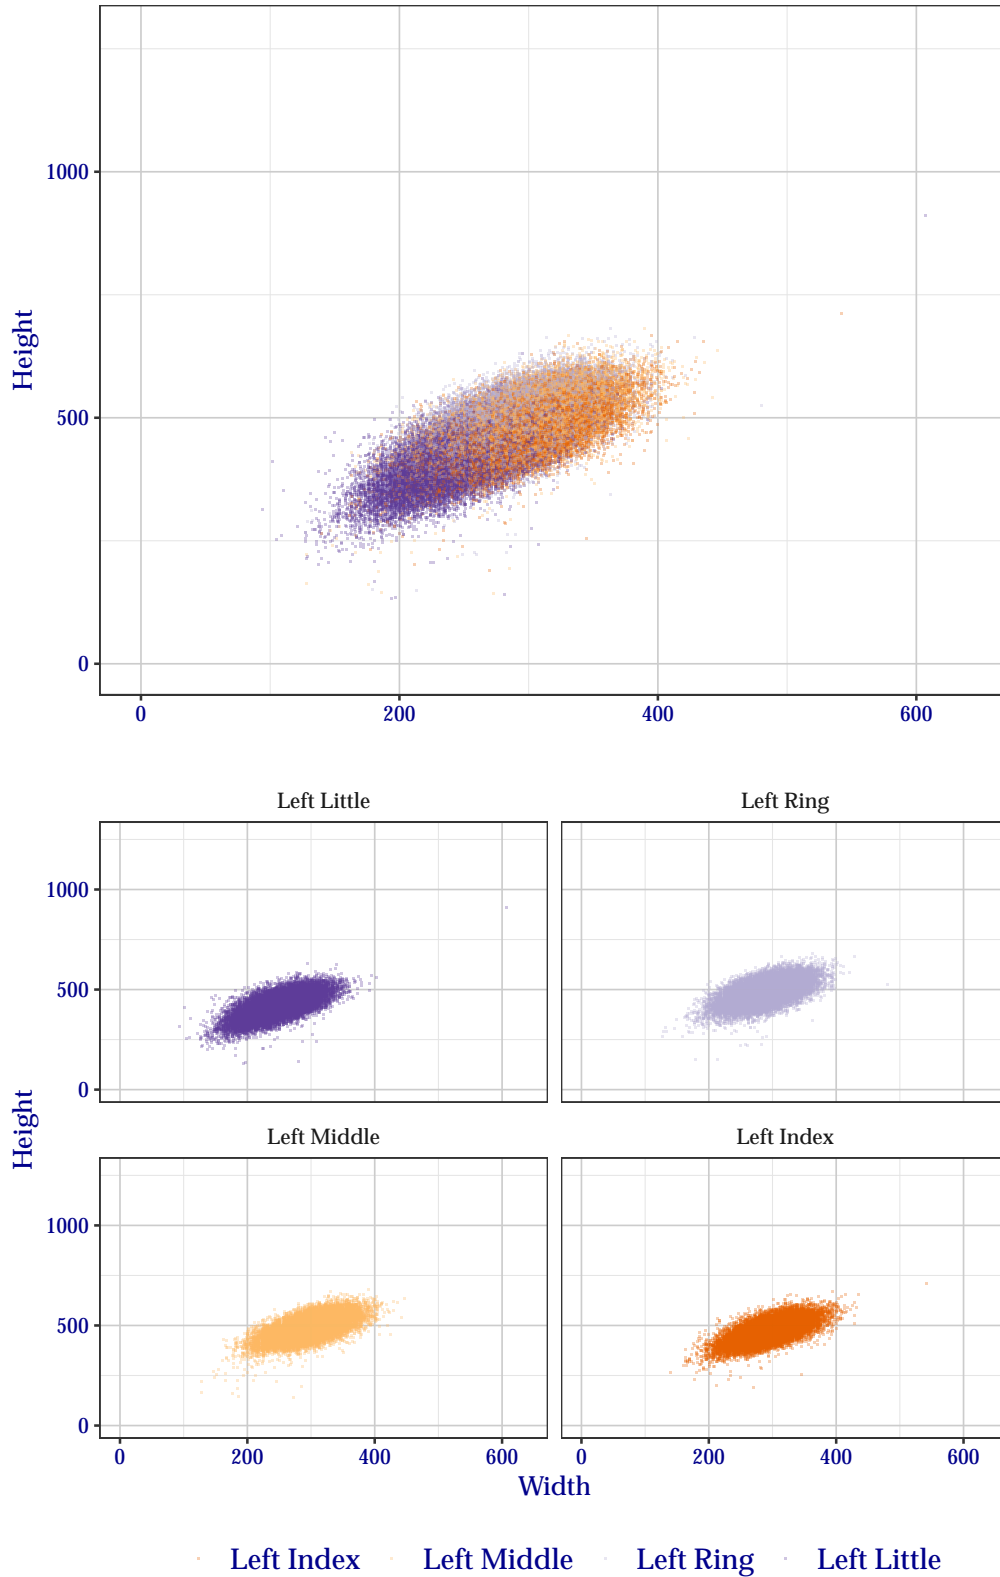 1000
500
0
Height
0 200 400 600
Left Little Left Ring
1000
500
0
Height
Left Middle Left Index
1000
500
0
0 200 400 600 0 200 400 600
Width
Left Index Left Middle Left Ring Left Little